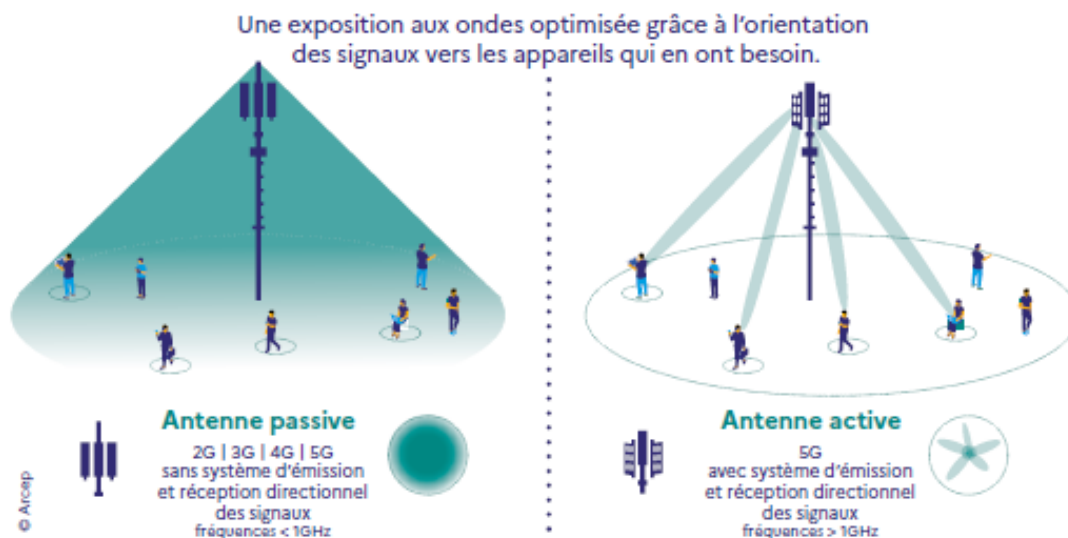 Une exposition aux ondes optimisée grâce à l'orientation
des signaux vers les appareils qui en ont besoin.
Antenne passive
2G | 3G | 4G | 5G
sans système d'émission
et réception directionnel
des signaux
fréquences < 1GHz
Antenne active
5G
avec système d'émission
et réception directionnel
des signaux
fréquences > 1GHz
© Arcep